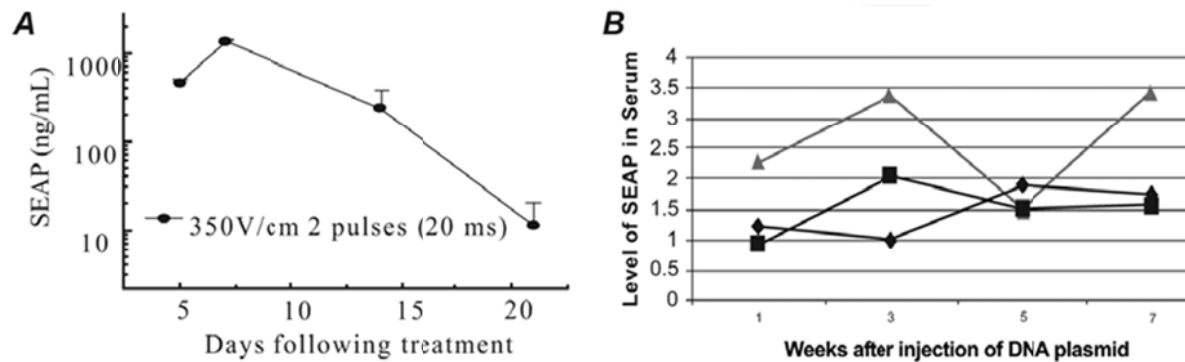 A
SEAP (ng/mL)
1000
100
10
350V/cm 2 pulses (20 ms)
5 10 15 20
Days following treatment
B
Level of SEAP in Serum
4
3.5
3
2.5
2
1.5
1
0.5
0
1 3 5 7
Weeks after injection of DNA plasmid